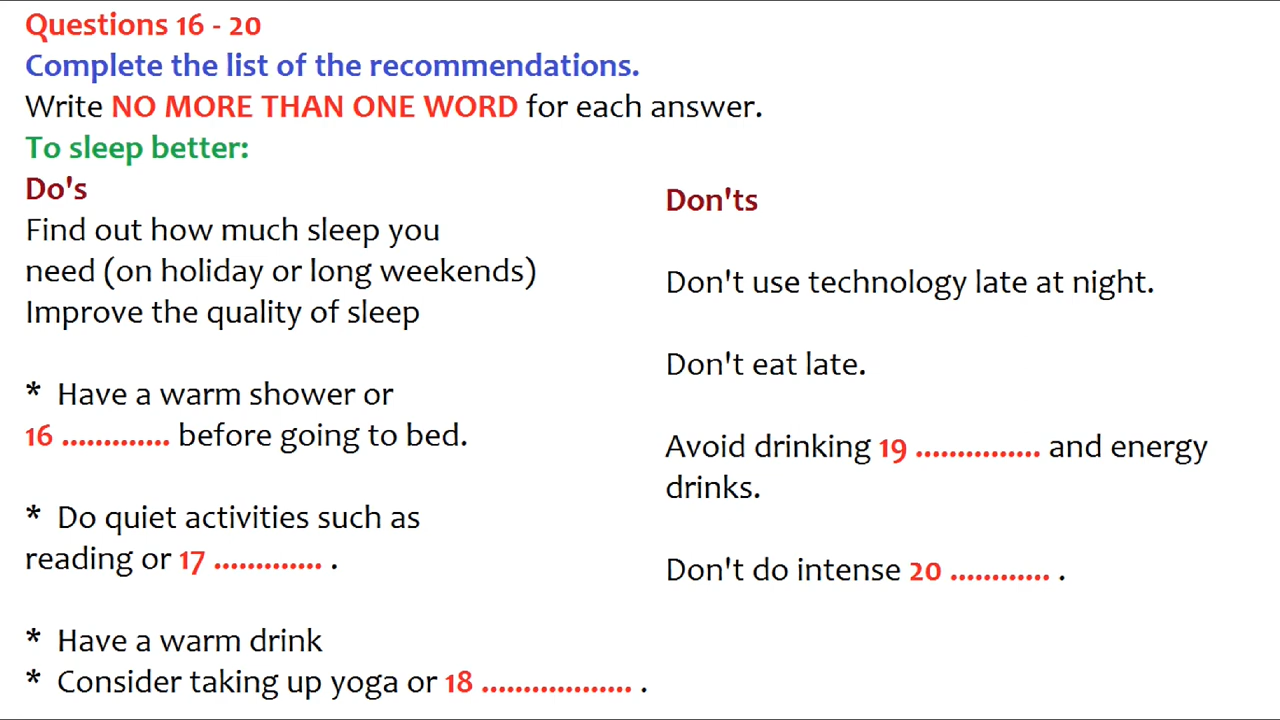 Questions 16 - 20
Complete the list of the recommendations.
Write NO MORE THAN ONE WORD for each answer.
To sleep better:
Do's
Find out how much sleep you
need (on holiday or long weekends)
Improve the quality of sleep
* Have a warm shower or
16 ............. before going to bed.
* Do quiet activities such as
reading or 17 ............. .
* Have a warm drink
* Consider taking up yoga or 18 .................. .
Don'ts
Don't use technology late at night.
Don't eat late.
Avoid drinking 19 ............... and energy
drinks.
Don't do intense 20 ............ .